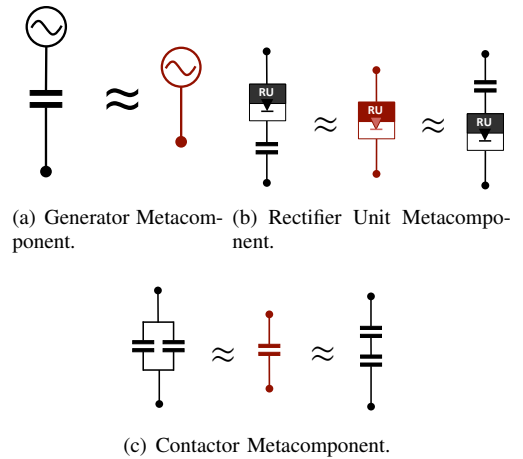 RU
RU
RU
(a) Generator Metacom-
ponent.
(b) Rectifier Unit Metacompo-
nent.
(c) Contactor Metacomponent.